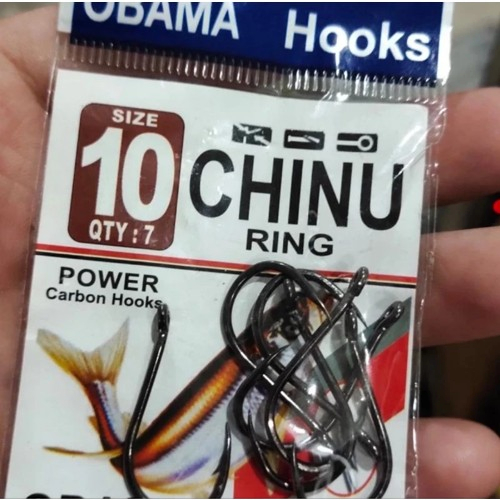 OBAMA Hooks
SIZE
10
QTY : 7
CHINU
RING
POWER
Carbon Hooks